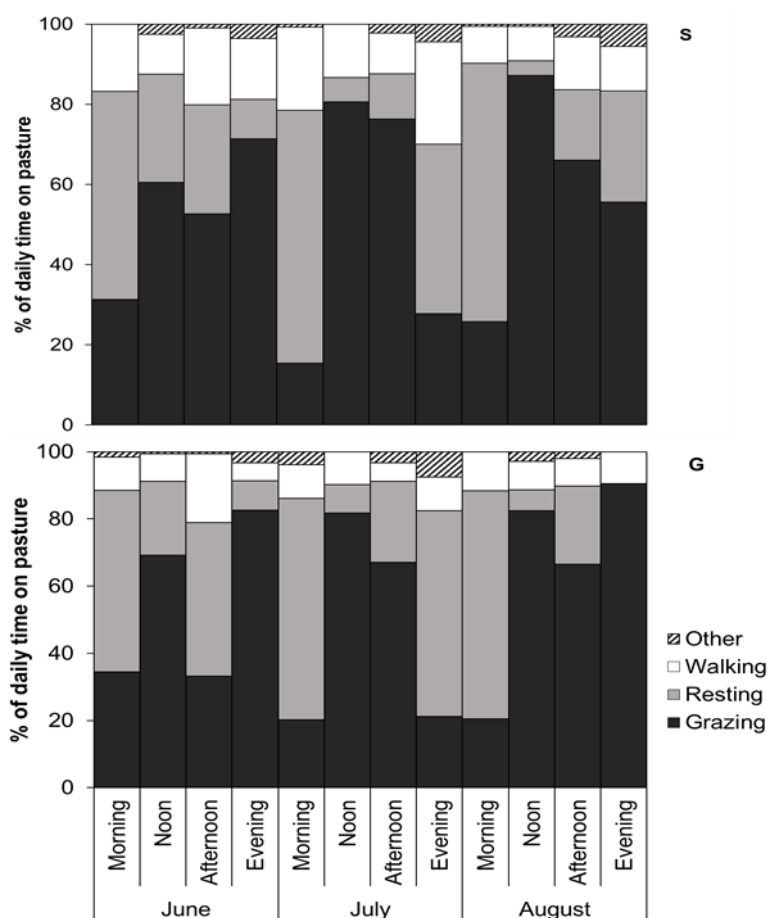 S
% of daily time on pasture
100
80
60
40
20
0
G
% of daily time on pasture
100
80
60
40
20
0
Other
Walking
Resting
Grazing
Morning
Noon
Afternoon
Evening
Morning
Noon
Afternoon
Evening
Morning
Noon
Afternoon
Evening
June
July
August